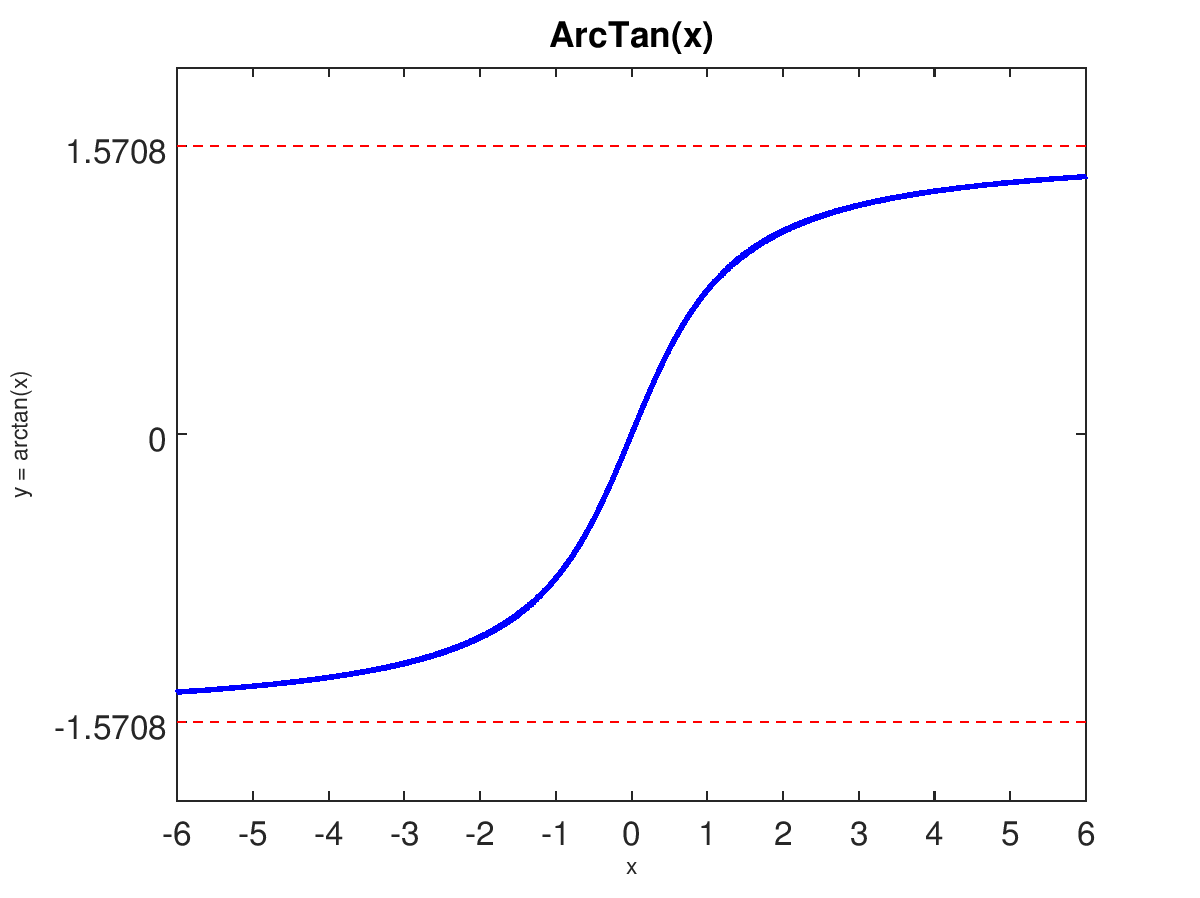 ArcTan(x)
1.5708
0
-1.5708
y = arctan(x)
-6 -5 -4 -3 -2 -1 0 1 2 3 4 5 6
x